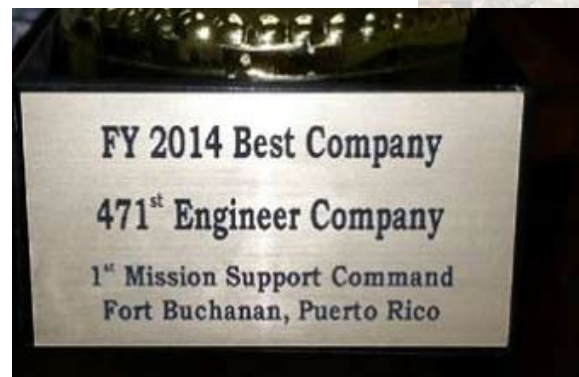 FY 2014 Best Company
471st Engineer Company
1st Mission Support Command
Fort Buchanan, Puerto Rico